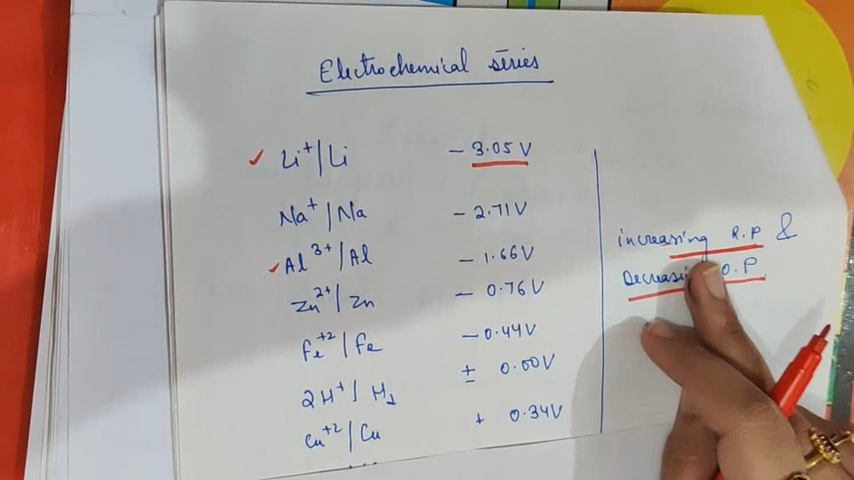 Electrochemical series
✓ Li⁺/Li - 3.05 V
Na⁺/Na - 2.71V
✓ Al³⁺/Al - 1.66V
Zn²⁺/Zn - 0.76V
Fe⁺²/Fe - 0.44V
2H⁺/H₂ ± 0.00V
Cu⁺²/Cu + 0.34V
increasing R.P &
O.P.